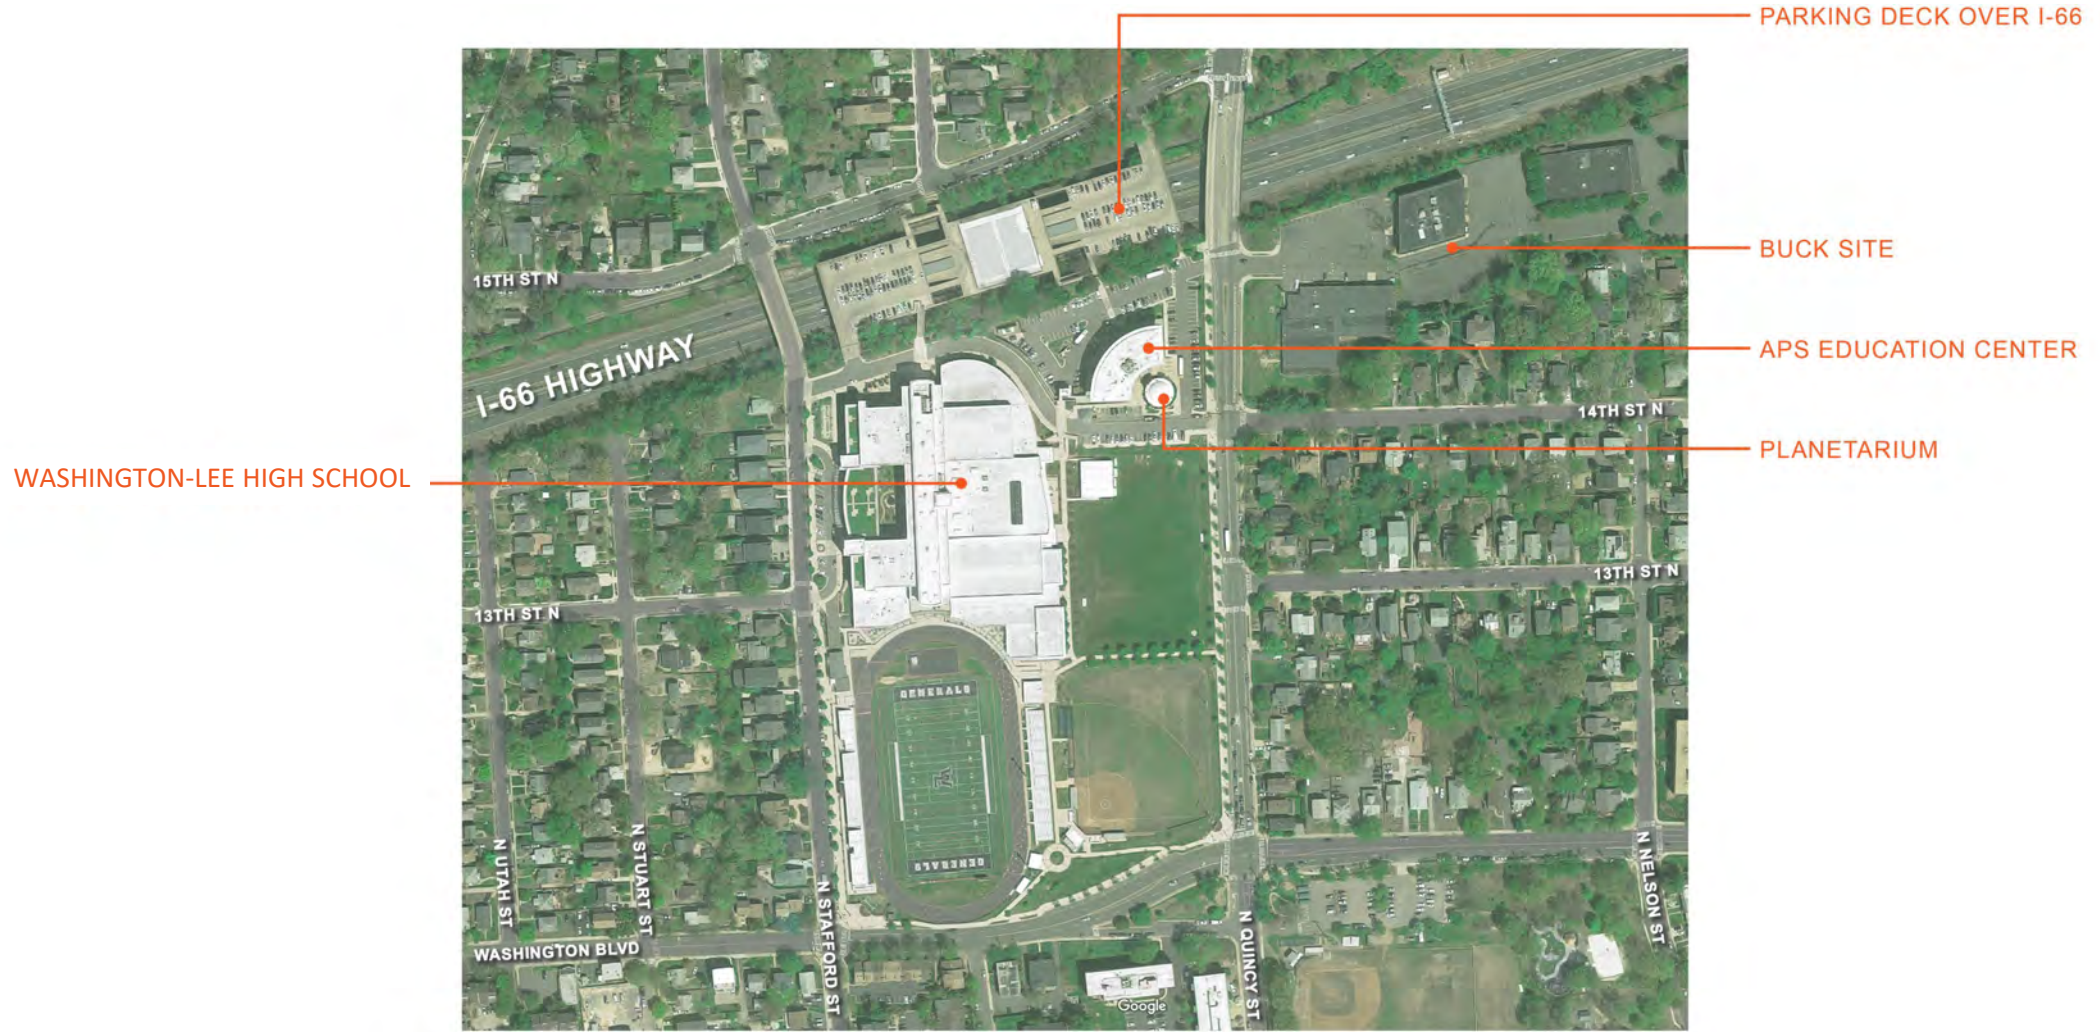 PARKING DECK OVER I-66
15TH ST N
BUCK SITE
I-66 HIGHWAY
APS EDUCATION CENTER
14TH ST N
PLANETARIUM
WASHINGTON-LEE HIGH SCHOOL
13TH ST N
13TH ST N
GENERALS
GENERALS
N UTAH ST
N STUART ST
N STAFFORD ST
N QUINCY ST
N NELSON ST
WASHINGTON BLVD
Google